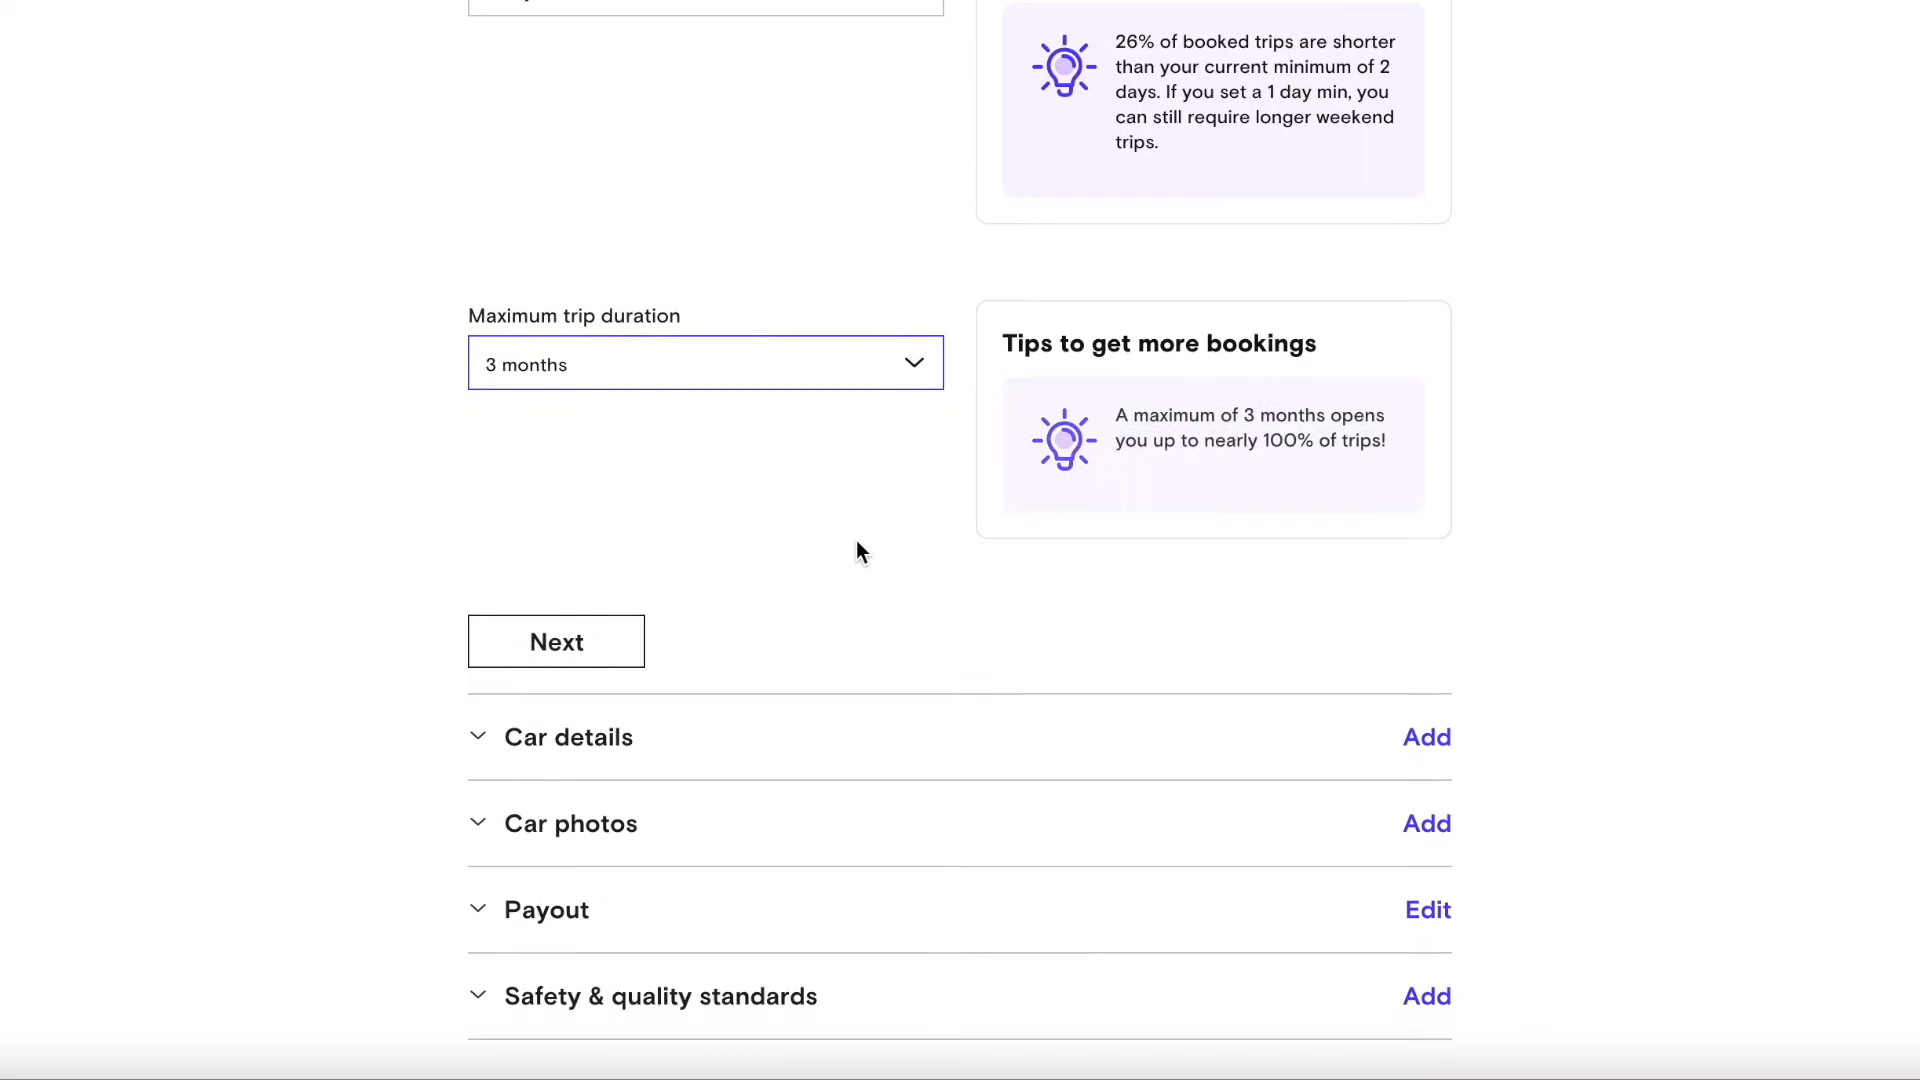 26% of booked trips are shorter
than your current minimum of 2
days. If you set a 1 day min, you
can still require longer weekend
trips.
Maximum trip duration
3 months
Tips to get more bookings
A maximum of 3 months opens
you up to nearly 100% of trips!
Next
Car details
Add
Car photos
Add
Payout
Edit
Safety & quality standards
Add